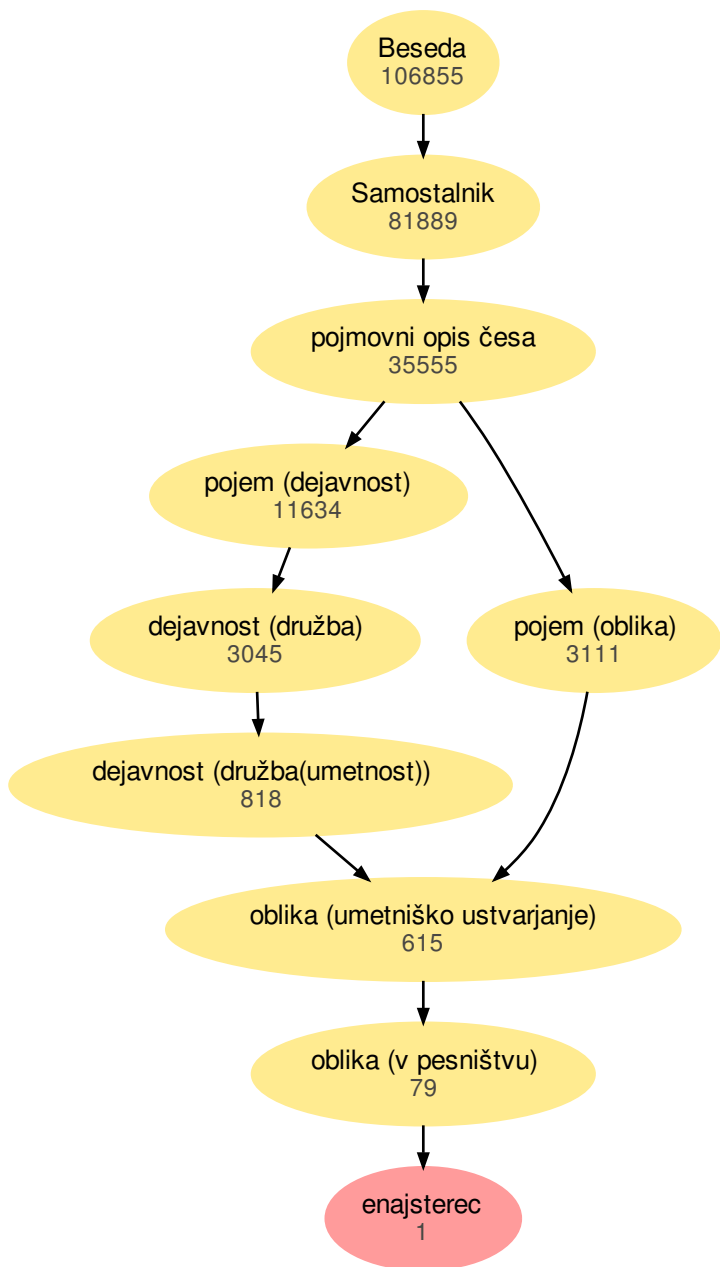 Beseda
106855
Samostalnik
81889
pojmovni opis česa
35555
pojem (dejavnost)
11634
dejavnost (družba)
3045
pojem (oblika)
3111
dejavnost (družba(umetnost))
818
oblika (umetniško ustvarjanje)
615
oblika (v pesništvu)
79
enajsterec
1